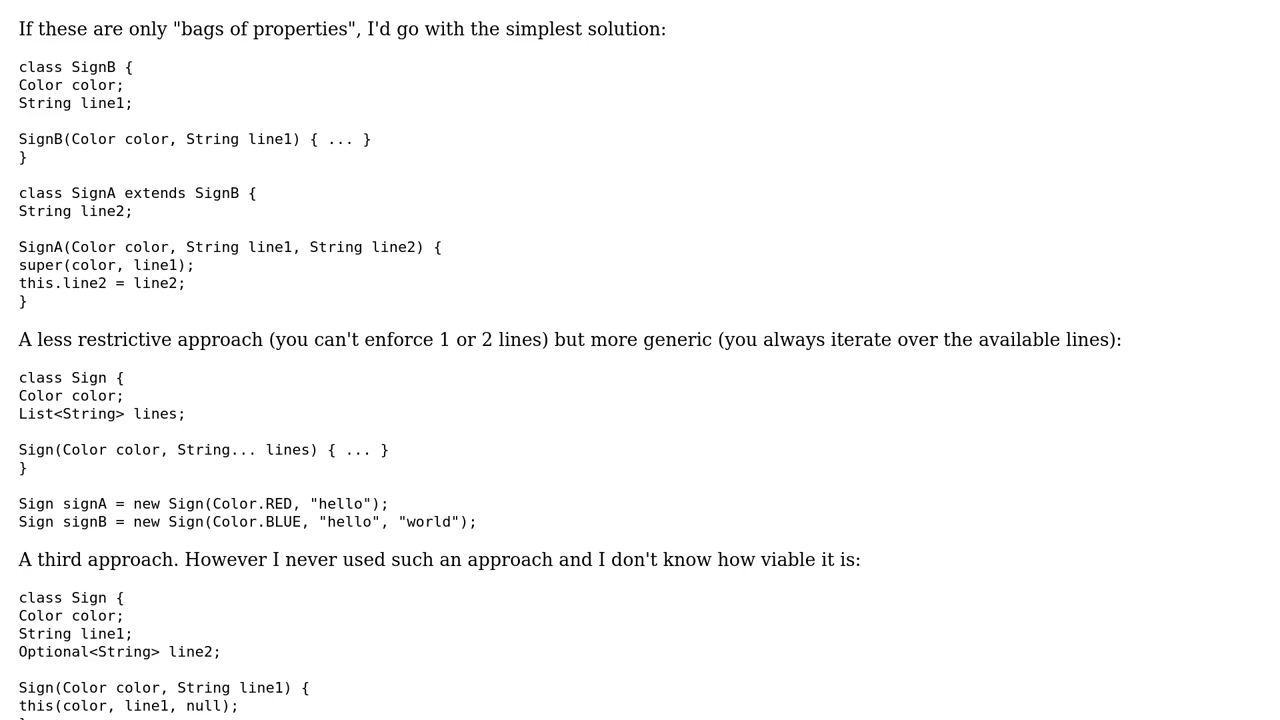 If these are only "bags of properties", I'd go with the simplest solution:
class SignB {
Color color;
String line1;
SignB(Color color, String line1) { ... }
}
class SignA extends SignB {
String line2;
SignA(Color color, String line1, String line2) {
super(color, line1);
this.line2 = line2;
}
A less restrictive approach (you can't enforce 1 or 2 lines) but more generic (you always iterate over the available lines):
class Sign {
Color color;
List<String> lines;
Sign(Color color, String... lines) { ... }
}
Sign signA = new Sign(Color.RED, "hello");
Sign signB = new Sign(Color.BLUE, "hello", "world");
A third approach. However I never used such an approach and I don't know how viable it is:
class Sign {
Color color;
String line1;
Optional<String> line2;
Sign(Color color, String line1) {
this(color, line1, null);